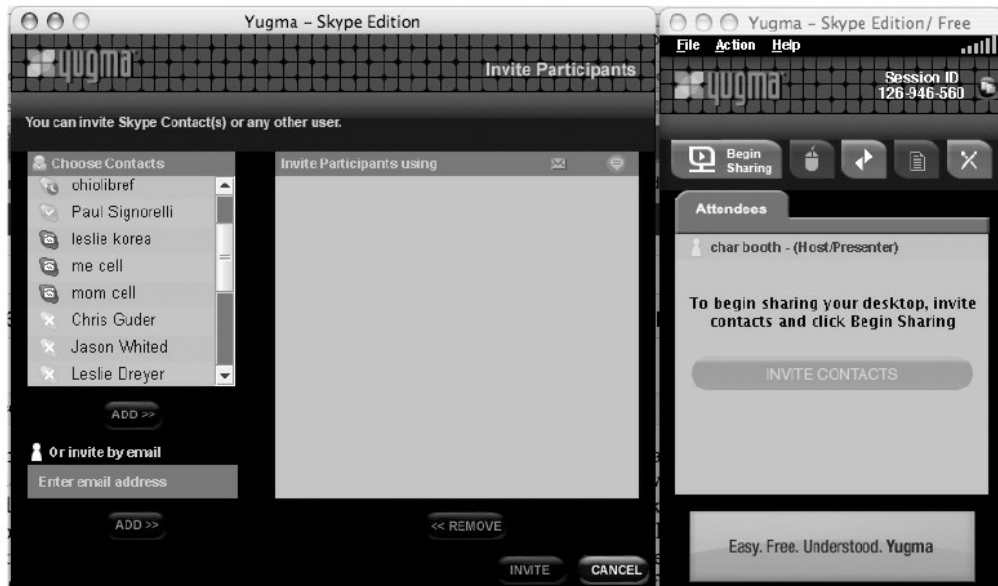 Yugma – Skype Edition
yugma
Invite Participants
You can invite Skype Contact(s) or any other user.
Choose Contacts
ohiolibref
Paul Signorelli
leslie korea
me cell
mom cell
Chris Guder
Jason Whited
Leslie Dreyer
ADD >>
Or invite by email
Enter email address
ADD >>
Invite Participants using
<< REMOVE
INVITE
CANCEL
Yugma – Skype Edition/ Free
File Action Help
yugma
Session ID
126-946-560
Begin
Sharing
Attendees
char booth - (Host/Presenter)
To begin sharing your desktop, invite
contacts and click Begin Sharing
INVITE CONTACTS
Easy. Free. Understood. Yugma